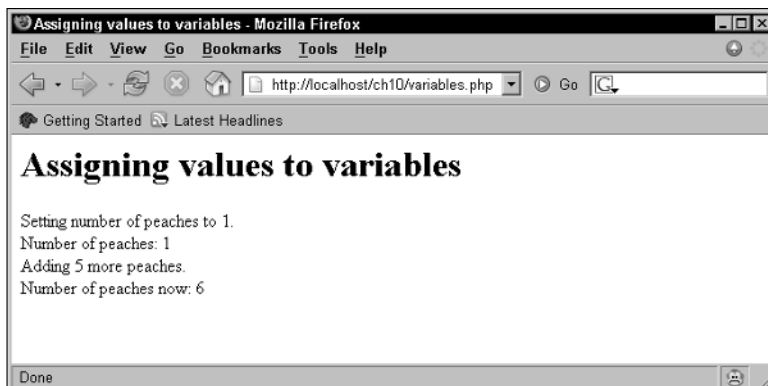 Assigning values to variables - Mozilla Firefox
File Edit View Go Bookmarks Tools Help
http://localhost/ch10/variables.php Go G
Getting Started Latest Headlines
Assigning values to variables
Setting number of peaches to 1.
Number of peaches: 1
Adding 5 more peaches.
Number of peaches now: 6
Done